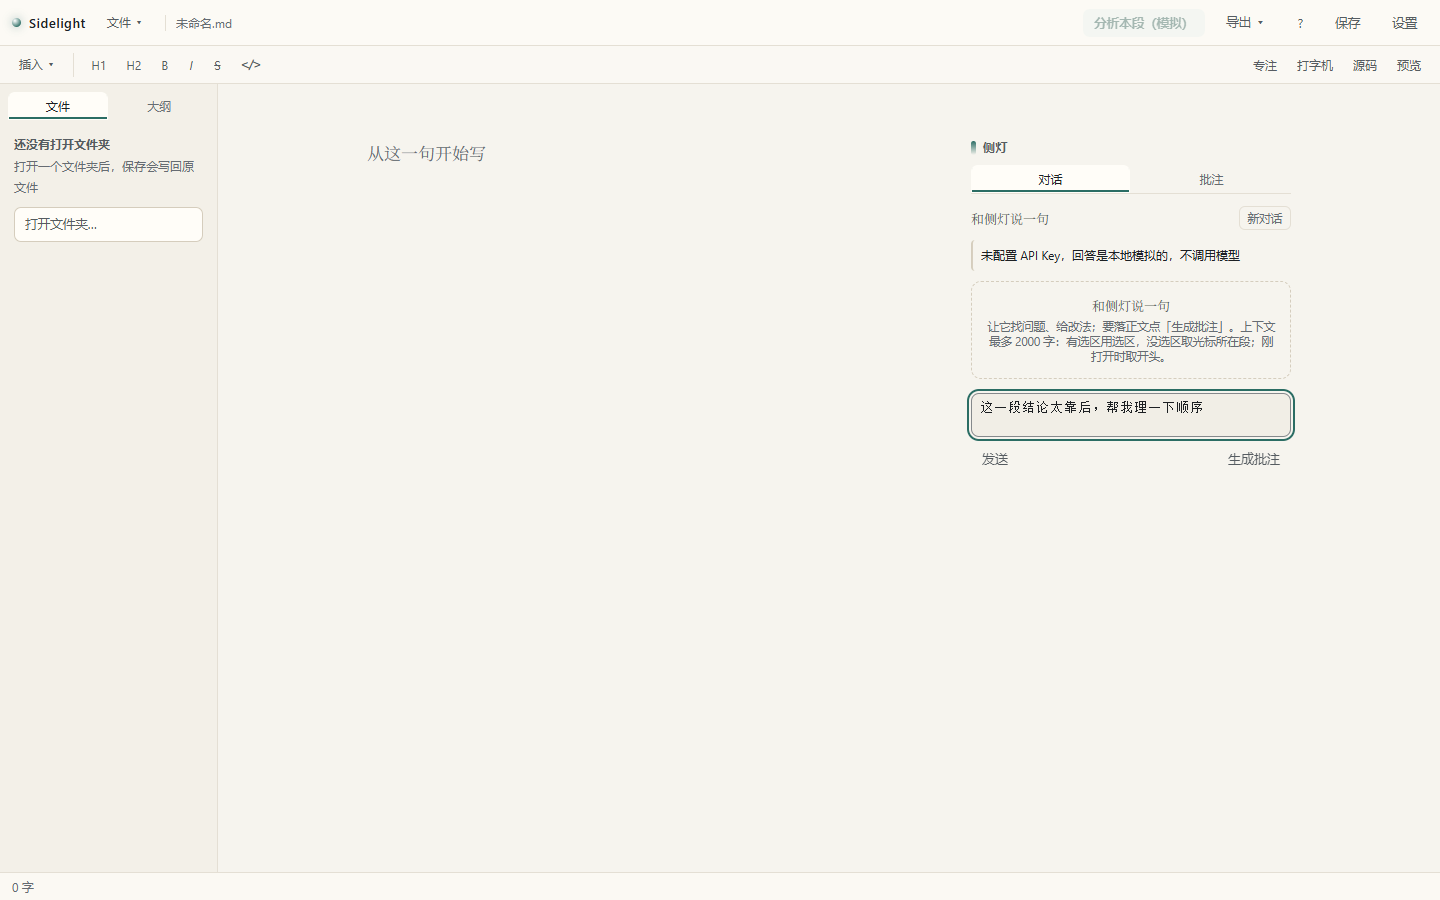 Sidelight 文件 ▾ 未命名.md 分析本段（模拟） 导出 ▾ ? 保存 设置
插入 ▾ H1 H2 B I S </> 专注 打字机 源码 预览
文件 大纲
还没有打开文件夹
打开一个文件夹后，保存会写回原
文件
打开文件夹...
从这一句开始写
侧灯
对话 批注
和侧灯说一句 新对话
未配置 API Key，回答是本地模拟的，不调用模型
和侧灯说一句
让它找问题、给改法；要落正文点「生成批注」。上下文
最多 2000 字：有选区用选区，没选区取光标所在段；刚
打开时取开头。
这一段结论太靠后，帮我理一下顺序
发送 生成批注
0 字